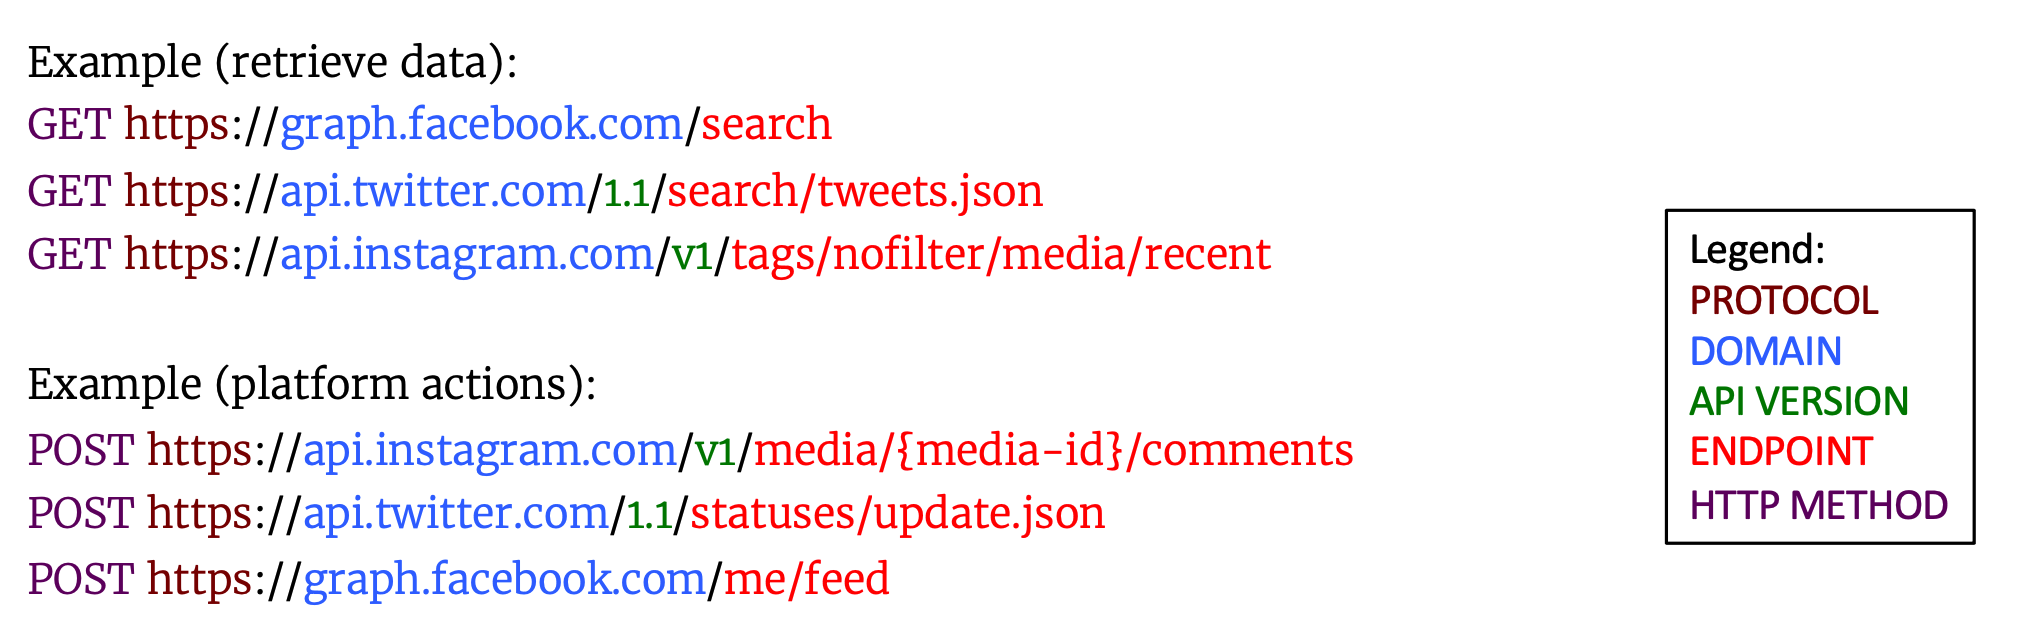 Example (retrieve data):
GET https://graph.facebook.com/search
GET https://api.twitter.com/1.1/search/tweets.json
GET https://api.instagram.com/v1/tags/nofilter/media/recent
Example (platform actions):
POST https://api.instagram.com/v1/media/{media-id}/comments
POST https://api.twitter.com/1.1/statuses/update.json
POST https://graph.facebook.com/me/feed
Legend:
PROTOCOL
DOMAIN
API VERSION
ENDPOINT
HTTP METHOD